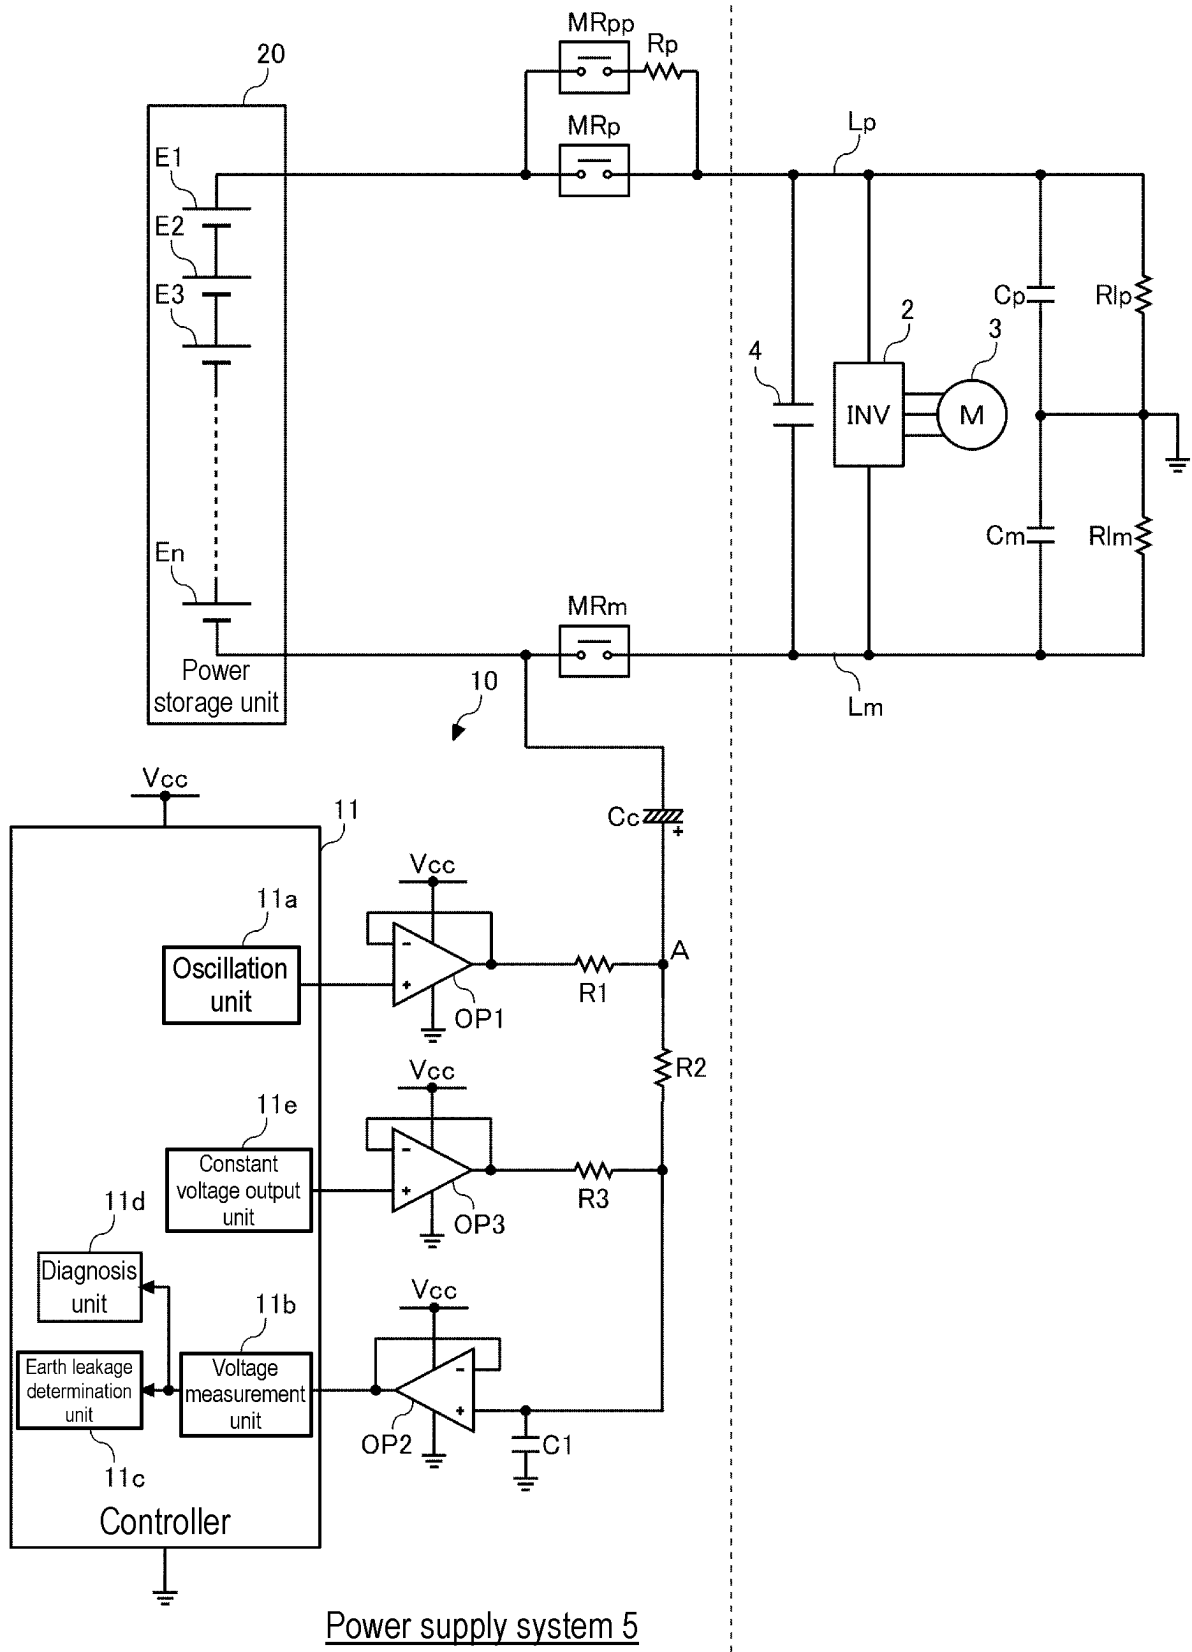 MRpp
Rp
20
MRp
Lp
E1
E2
E3
Cp
RIp
2
3
4
INV
M
En
Cm
RIm
MRm
Power
storage unit
10
Lm
Vcc
11
Cc
+
Vcc
11a
Oscillation
unit
-
+
A
R1
OP1
R2
Vcc
11e
Constant
voltage output
unit
-
+
R3
OP3
11d
Diagnosis
unit
Vcc
11b
Earth leakage
determination
unit
Voltage
measurement
unit
-
+
OP2
C1
11c
Controller
Power supply system 5